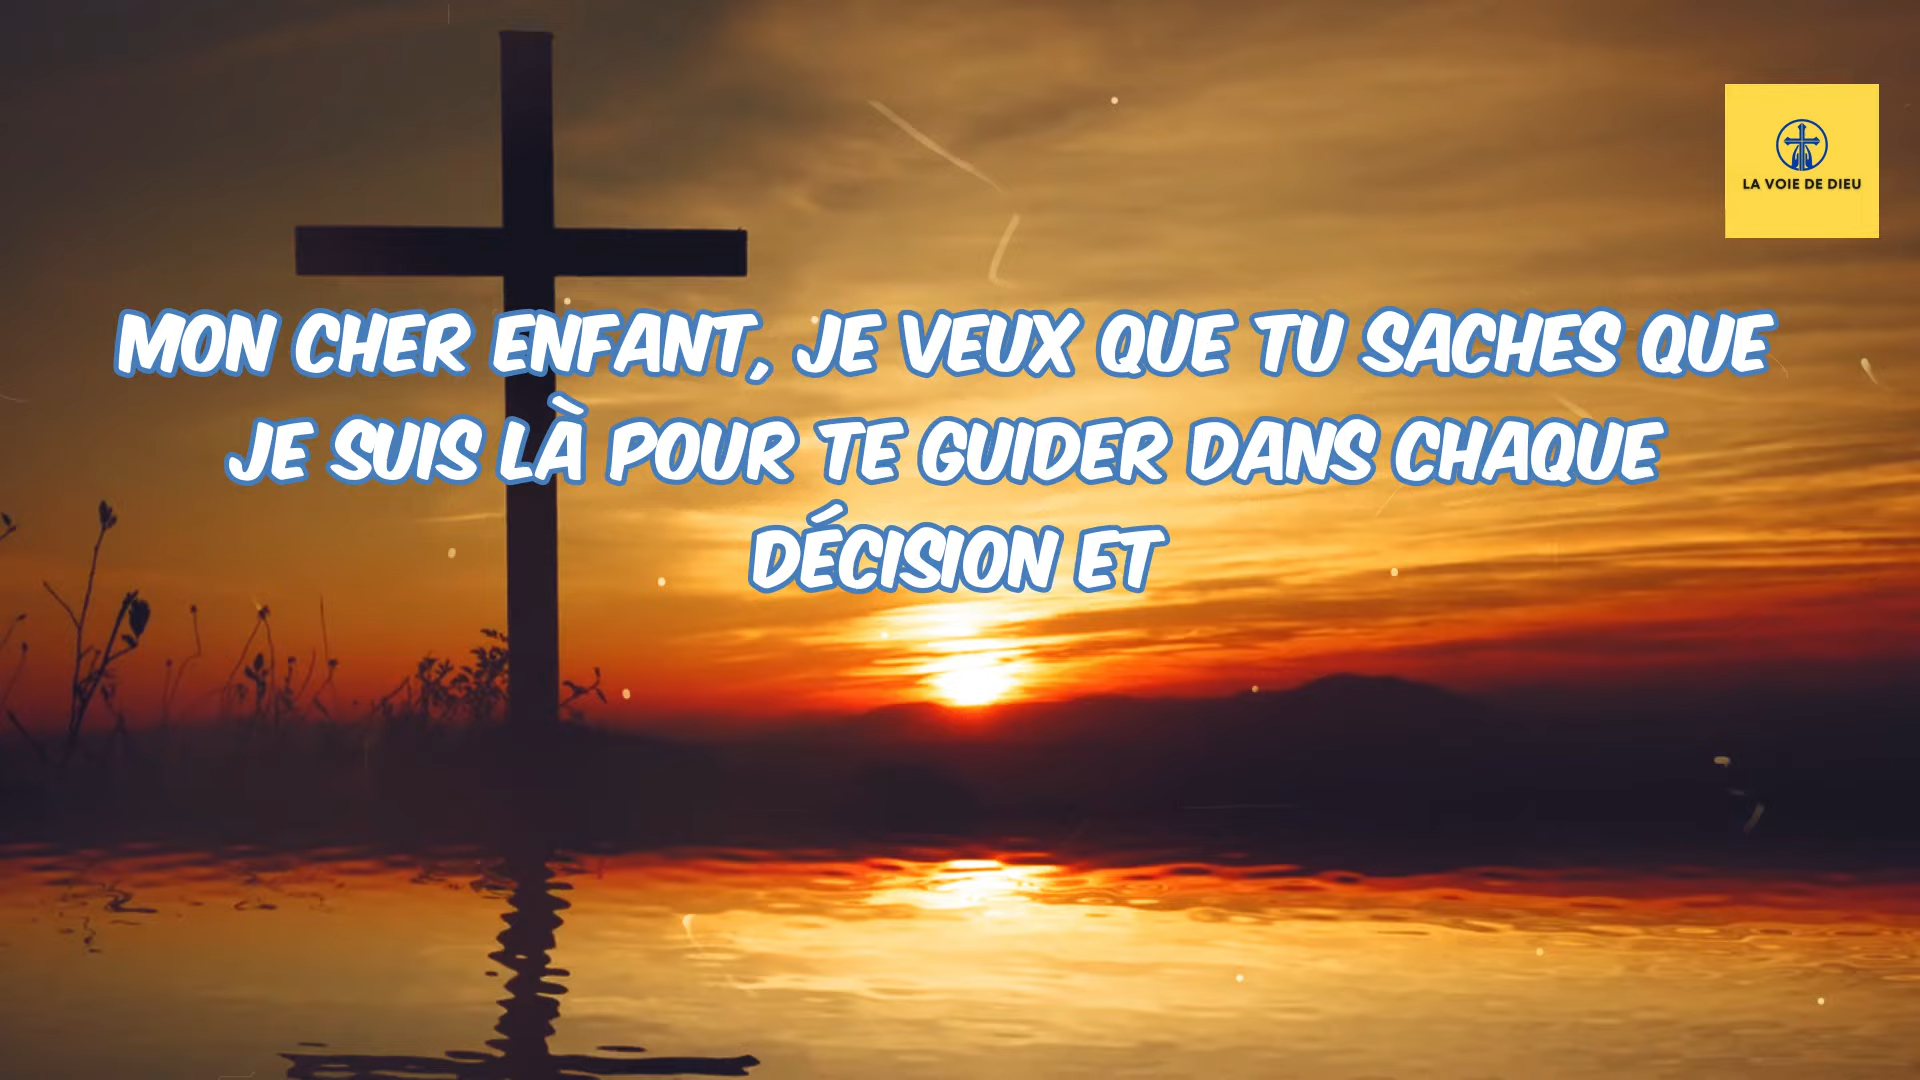 LA VOIE DE DIEU
MON CHER ENFANT, JE VEUX QUE TU SACHES QUE
JE SUIS LÀ POUR TE GUIDER DANS CHAQUE
DÉCISION ET